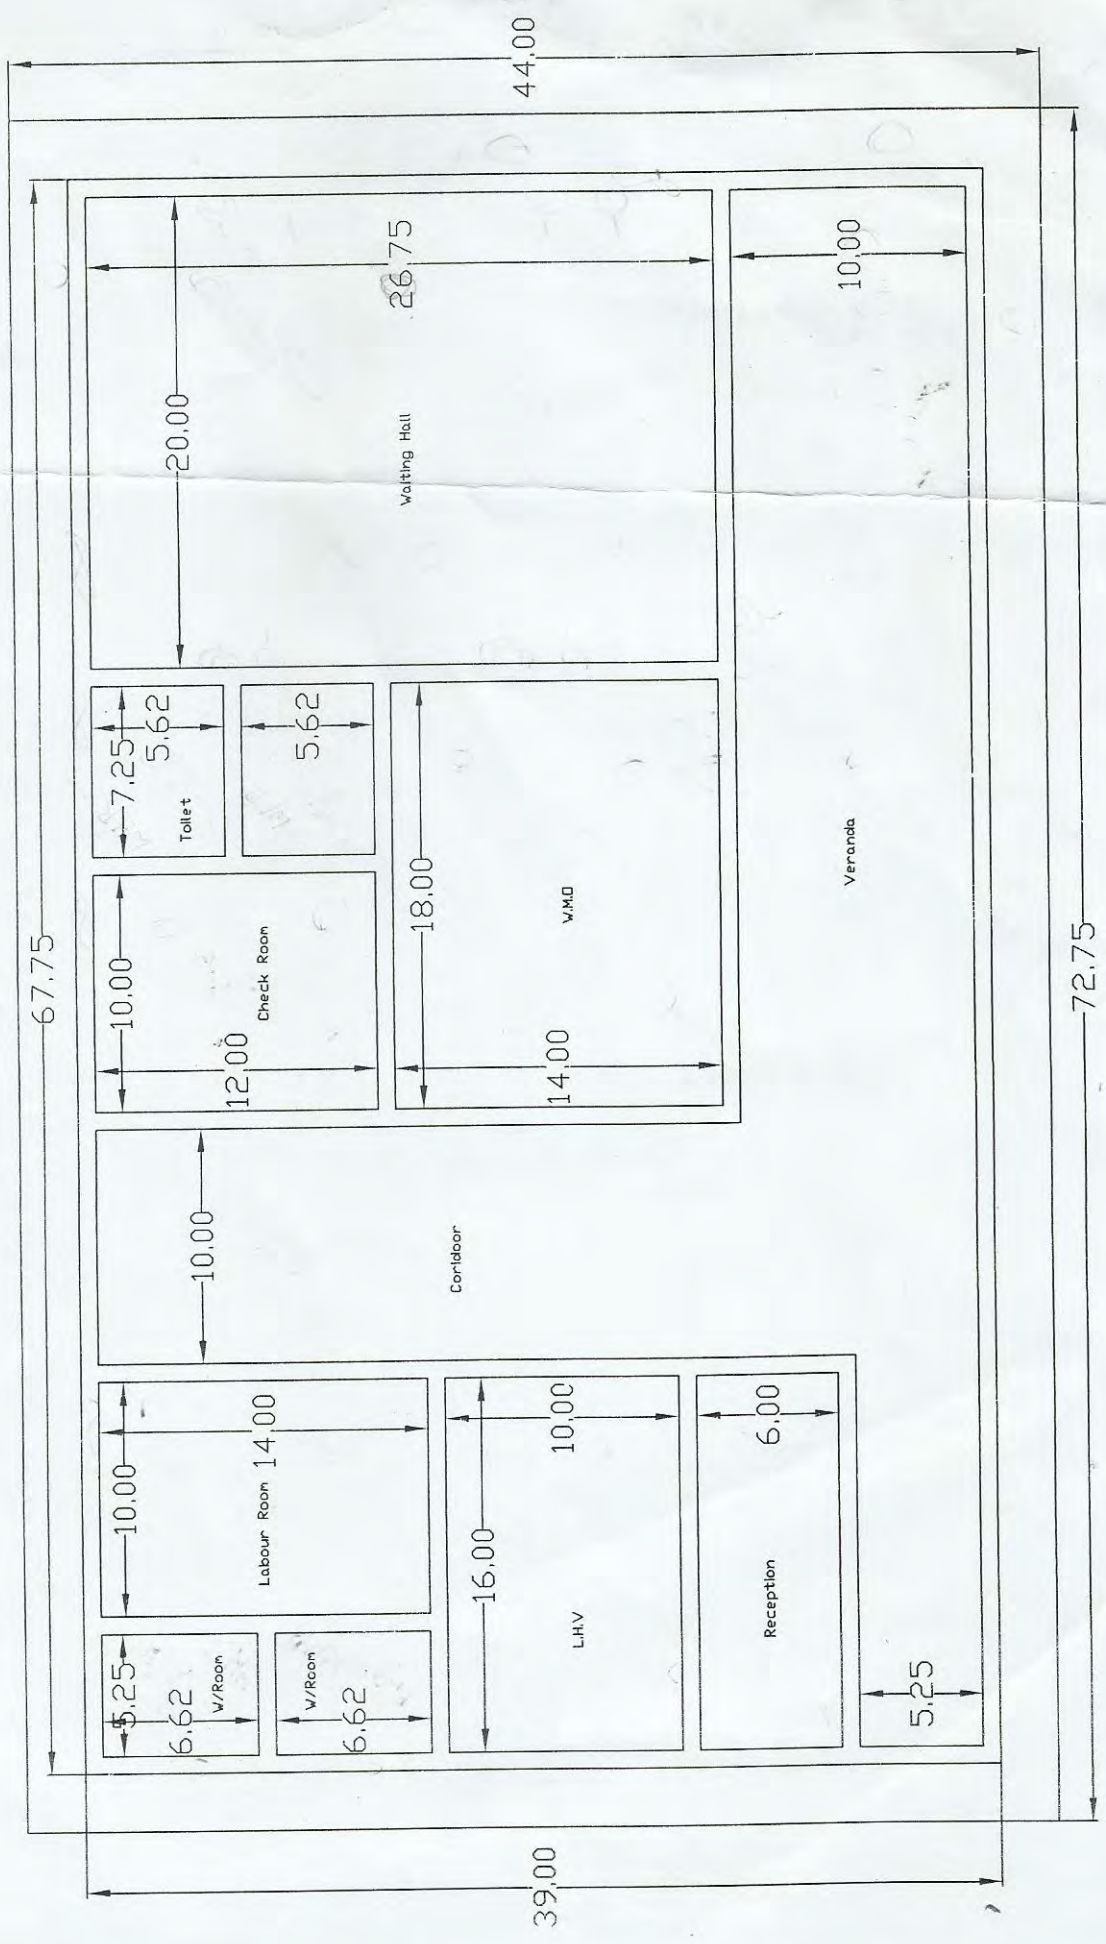 67.75
44.00
5.25
6.62
W/Room
10.00
Labour Room
14.00
10.00
10.00
12.00
Check Room
7.25
5.62
Toilet
20.00
W/Room
6.62
5.62
Waiting Hall
26.75
16.00
L.H.V
10.00
Coridoor
18.00
14.00
W.M.O
Reception
6.00
Veranda
10.00
5.25
39.00
72.75